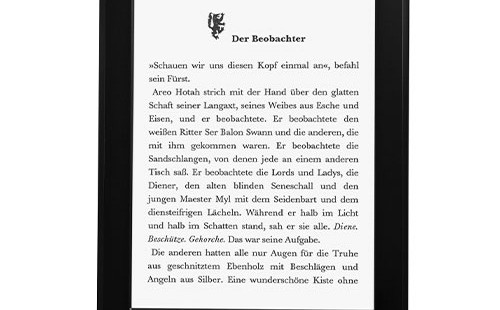 Der Beobachter
»Schauen wir uns diesen Kopf einmal an«, befahl
sein Fürst.
Areo Hotah strich mit der Hand über den glatten
Schaft seiner Langaxt, seines Weibes aus Esche und
Eisen, und er beobachtete. Er beobachtete den
weißen Ritter Ser Balon Swann und die anderen, die
mit ihm gekommen waren. Er beobachtete die
Sandschlangen, von denen jede an einem anderen
Tisch saß. Er beobachtete die Lords und Ladys, die
Diener, den alten blinden Seneschall und den
jungen Maester Myl mit dem Seidenbart und dem
diensteifrigen Lächeln. Während er halb im Licht
und halb im Schatten stand, sah er sie alle. Diene.
Beschütze. Gehorche. Das war seine Aufgabe.
Die anderen hatten alle nur Augen für die Truhe
aus geschnitztem Ebenholz mit Beschlägen und
Angeln aus Silber. Eine wunderschöne Kiste ohne